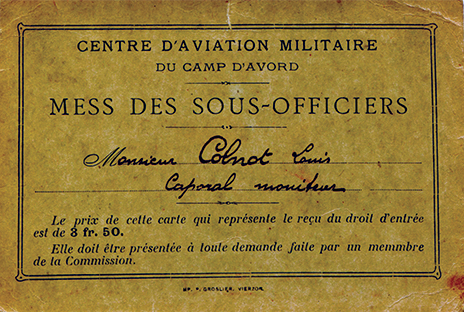 CENTRE D'AVIATION MILITAIRE
DU CAMP D'AVORD
MESS DES SOUS-OFFICIERS
Monsieur Colnot Louis
Caporal moniteur
Le prix de cette carte qui représente le reçu du droit d'entrée
est de 3 fr. 50.
Elle doit être présentée à toute demande faite par un memmbre
de la Commission.
IMP. F. GROSLIER, VIERZON